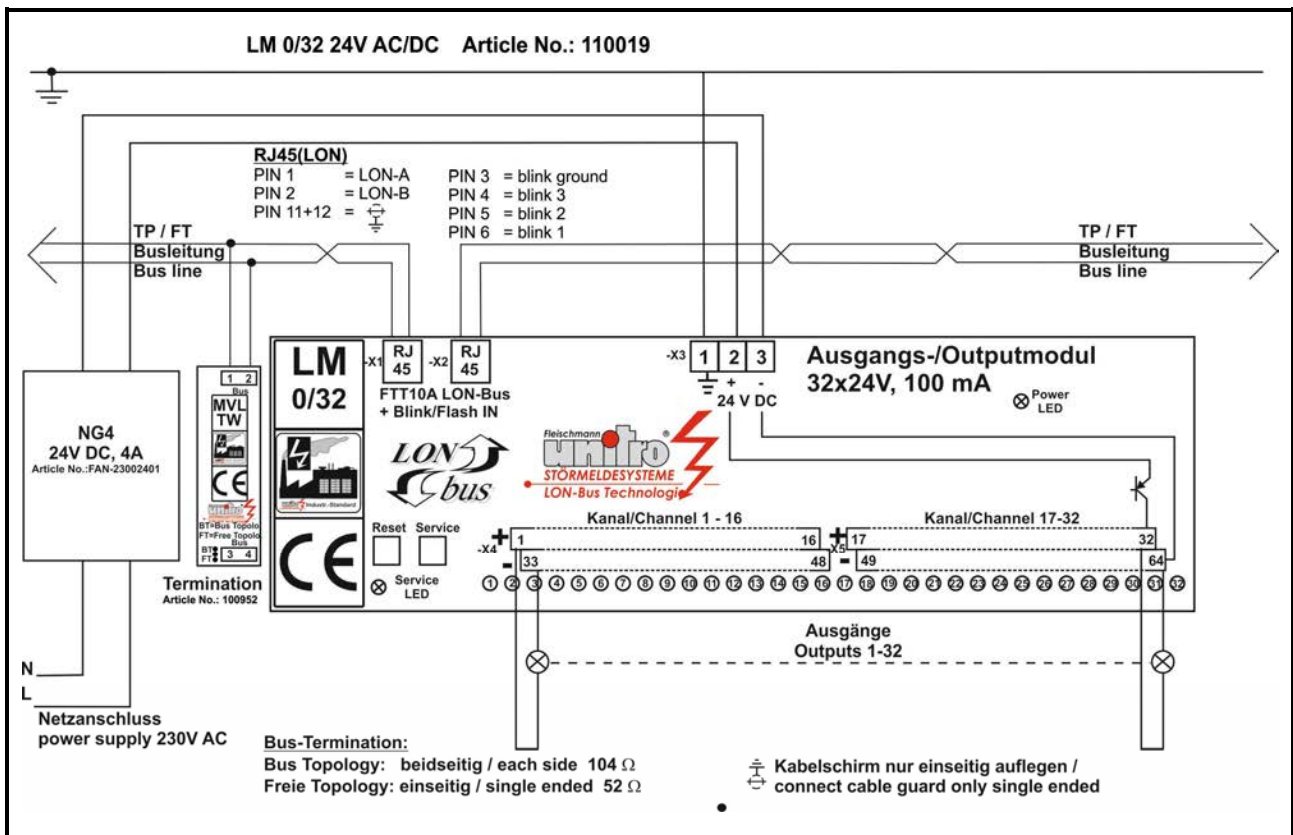 LM 0/32 24V AC/DC Article No.: 110019
RJ45(LON)
PIN 1 = LON-A
PIN 2 = LON-B
PIN 11+12 =
PIN 3 = blink ground
PIN 4 = blink 3
PIN 5 = blink 2
PIN 6 = blink 1
TP / FT
Busleitung
Bus line
TP / FT
Busleitung
Bus line
NG4
24V DC, 4A
Article No.:FAN-23002401
1 2
Bus
MVL
TW
CE
BT=Bus Topolo
FT=Free Topolo
Bus
BT
FT
3 4
Termination
Article No.: 100952
LM
0/32
Industr.-Standard
CE
-X1
RJ
45
-X2
RJ
45
FTT10A LON-Bus
+ Blink/Flash IN
LON
bus
Reset Service
Service
LED
-X3
1 2 3
+ -
24 V DC
Ausgangs-/Outputmodul
32x24V, 100 mA
Power
LED
Fleischmann
unitro®
STÖRMELDESYSTEME
LON-Bus Technologie
Kanal/Channel 1 - 16
Kanal/Channel 17-32
-X4
+ 1 16
- 33 48
X5
+ 17 32
- 49 64
1 2 3 4 5 6 7 8 9 10 11 12 13 14 15 16 17 18 19 20 21 22 23 24 25 26 27 28 29 30 31 32
Ausgänge
Outputs 1-32
N
L
Netzanschluss
power supply 230V AC
Bus-Termination:
Bus Topology: beidseitig / each side 104 Ω
Freie Topology: einseitig / single ended 52 Ω
Kabelschirm nur einseitig auflegen /
connect cable guard only single ended